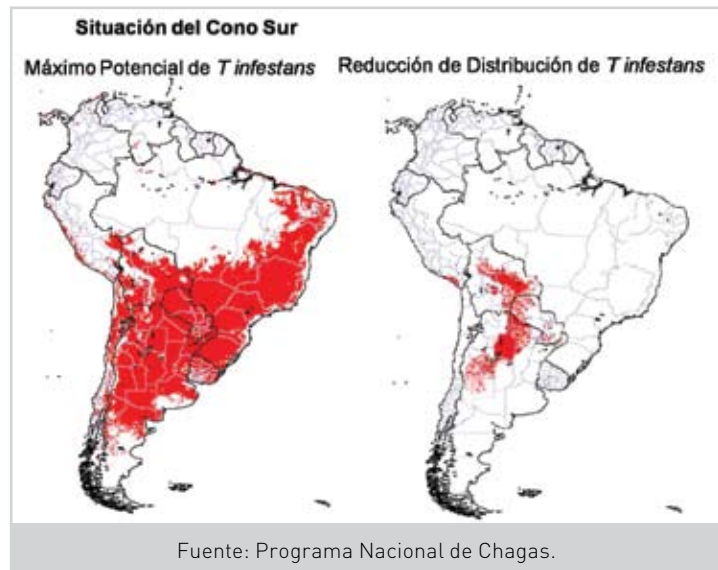 Situación del Cono Sur
Máximo Potencial de T infestans
Reducción de Distribución de T infestans
Fuente: Programa Nacional de Chagas.